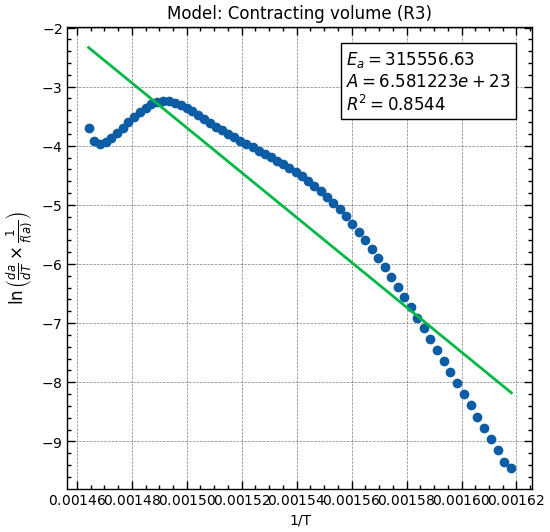 Model: Contracting volume (R3)
E_a = 315556.63
A = 6.581223e + 23
R^2 = 0.8544
ln(da/dT × 1/f(a))
−2
−3
−4
−5
−6
−7
−8
−9
0.00146 0.00148 0.00150 0.00152 0.00154 0.00156 0.00158 0.00160 0.00162
1/T